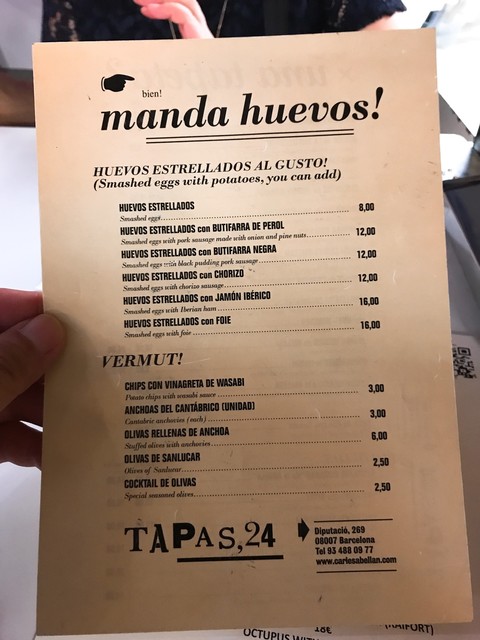 bien!
manda huevos!
HUEVOS ESTRELLADOS AL GUSTO!
(Smashed eggs with potatoes, you can add)
HUEVOS ESTRELLADOS
Smashed eggs........ 8,00
HUEVOS ESTRELLADOS con BUTIFARRA DE PEROL
Smashed eggs with pork sausage made with onion and pine nuts........ 12,00
HUEVOS ESTRELLADOS con BUTIFARRA NEGRA
Smashed eggs with black pudding pork sausage........ 12,00
HUEVOS ESTRELLADOS con CHORIZO
Smashed eggs with chorizo sausage........ 12,00
HUEVOS ESTRELLADOS con JAMÓN IBÉRICO
Smashed eggs with Iberian ham........ 16,00
HUEVOS ESTRELLADOS con FOIE
Smashed eggs with foie........ 16,00
VERMUT!
CHIPS CON VINAGRETA DE WASABI
Potato chips with wasabi sauce........ 3,00
ANCHOAS DEL CANTÁBRICO (UNIDAD)
Cantabric anchovies (each)........ 3,00
OLIVAS RELLENAS DE ANCHOA
Stuffed olives with anchovies........ 6,00
OLIVAS DE SANLUCAR
Olives of Sanlucar........ 2,50
COCKTAIL DE OLIVAS
Special seasoned olives........ 2,50
TAPAS,24
Diputació, 269
08007 Barcelona
Tel 93 488 09 77
www.carlesabellan.com
18€
(RAIFORT)
OCTUPUS WITH